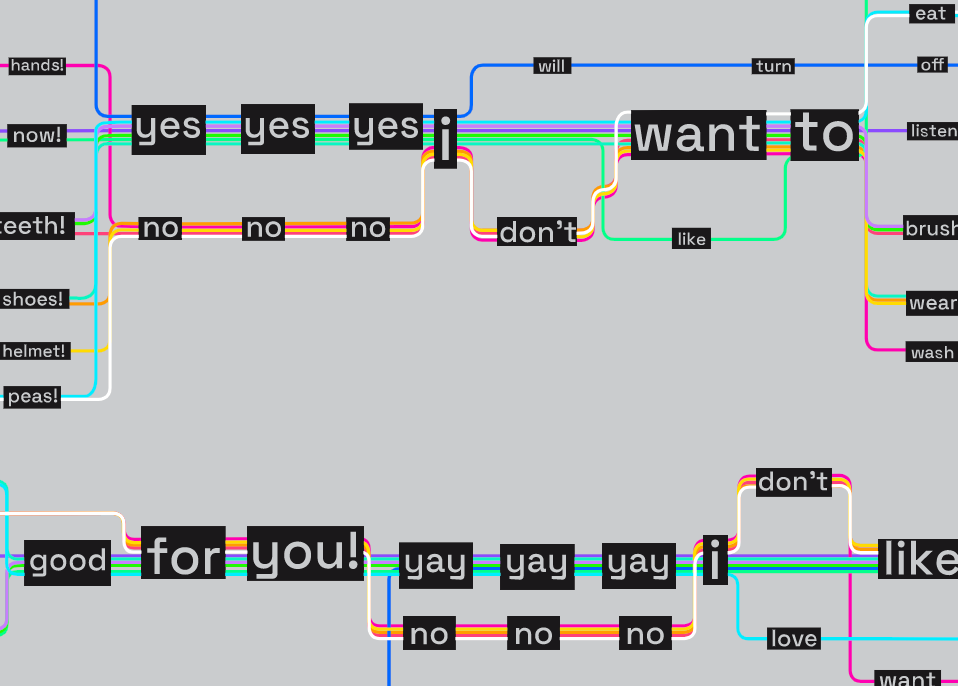 eat
hands!
will turn off
now!
yes yes yes i want to listen
teeth!
no no no don't like brush
shoes!
wear
helmet!
wash
peas!
don't
good for you! yay yay yay i like
no no no love
want